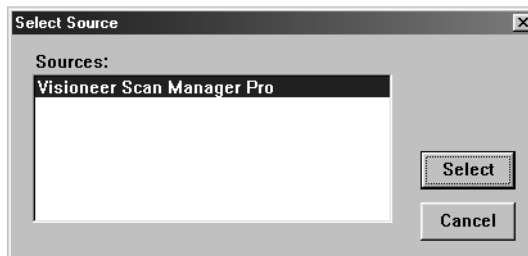 Select Source
Sources:
Visioneer Scan Manager Pro
Select
Cancel